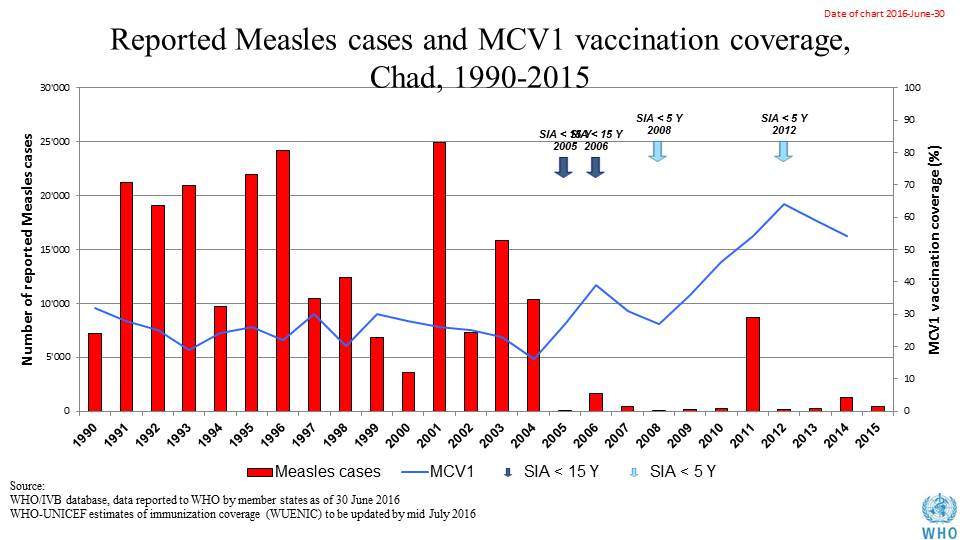 Date of chart 2016-June-30
Reported Measles cases and MCV1 vaccination coverage,
Chad, 1990-2015
Number of reported Measles cases
30'000
25'000
20'000
15'000
10'000
5'000
0
SIA < 15 Y
2005
SIA < 15 Y
2006
SIA < 5 Y
2008
SIA < 5 Y
2012
100
90
80
70
60
50
40
30
20
10
0
MCV1 vaccination coverage (%)
1990 1991 1992 1993 1994 1995 1996 1997 1998 1999 2000 2001 2002 2003 2004 2005 2006 2007 2008 2009 2010 2011 2012 2013 2014 2015
Measles cases MCV1 SIA < 15 Y SIA < 5 Y
Source:
WHO/IVB database, data reported to WHO by member states as of 30 June 2016
WHO-UNICEF estimates of immunization coverage (WUENIC) to be updated by mid July 2016
WHO